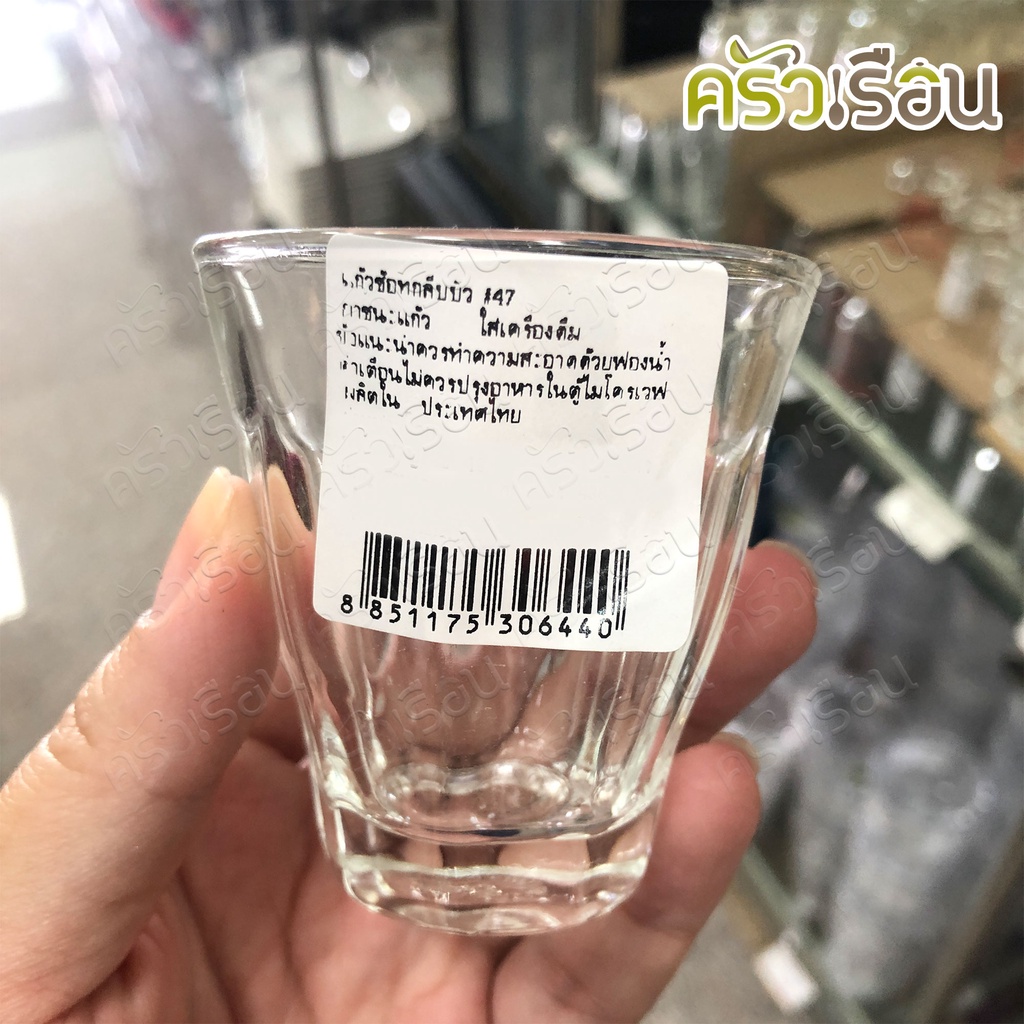 ครัวเรือน
แก้วช๊อทกลีบบัว #47
ภาชนะแก้ว ใส่เครื่องดื่ม
ข้อแนะนำควรทำความสะอาดด้วยฟองน้ำ
คำเตือนไม่ควรปรุงอาหารในตู้ไมโครเวฟ
ผลิตใน ประเทศไทย
8 851175 306440